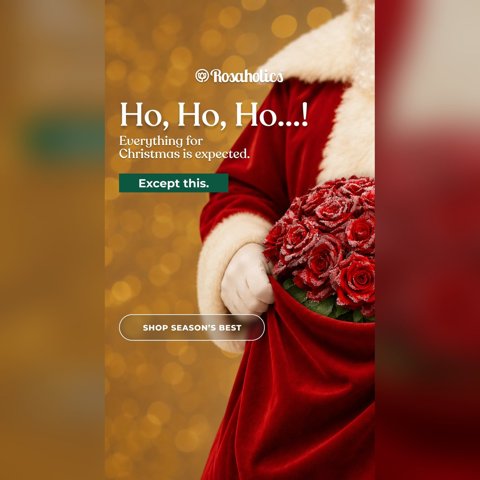 Rosaholics
Ho, Ho, Ho...!
Everything for
Christmas is expected.
Except this.
SHOP SEASON'S BEST